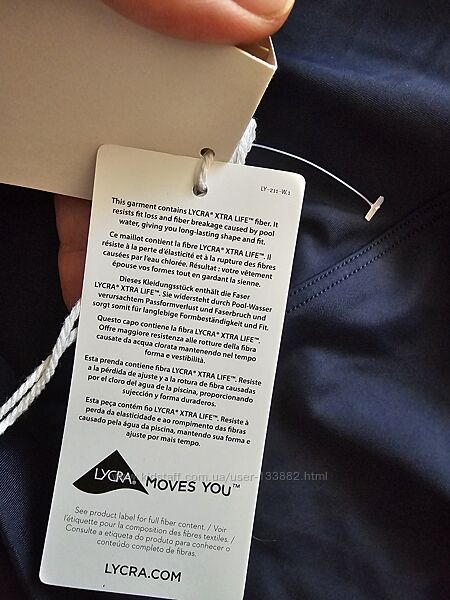 LY-211-W.1
This garment contains LYCRA® XTRA LIFE™ fiber. It
resists fit loss and fiber breakage caused by pool
water, giving you long-lasting shape and fit.
Ce maillot contient la fibre LYCRA® XTRA LIFE™. Il
résiste à la perte d'élasticité et à la rupture des fibres
causées par l'eau chlorée. Résultat : votre vêtement
épouse vos formes tout en gardant la sienne.
Dieses Kleidungsstück enthält die Faser
LYCRA® XTRA LIFE™. Sie widersteht durch Pool-Wasser
verursachtem Passformverlust und Faserbruch und
sorgt somit für langlebige Formbeständigkeit und Fit.
Questo capo contiene la fibra LYCRA® XTRA LIFE™.
Offre maggiore resistenza alle rotture della fibra
causate da acqua clorata mantenendo nel tempo
forma e vestibilità.
Esta prenda contiene fibra LYCRA® XTRA LIFE™. Resiste
a la pérdida de ajuste y a la rotura de fibra causadas
por el cloro del agua de la piscina, proporcionando
sujección y forma duraderos.
Esta peça contém fio LYCRA® XTRA LIFE™. Resiste à
perda da elasticidade e ao rompimento das fibras
causado pela água da piscina, mantendo sua forma e
ajuste por mais tempo.
LYCRA® MOVES YOU™
kidstaff.com.ua/user-133882.html
See product label for full fiber content. / Voir
l'étiquette pour la composition des fibres textiles. /
Consulte a etiqueta do produto para conhecer o
conteúdo completo de fibras.
LYCRA.COM